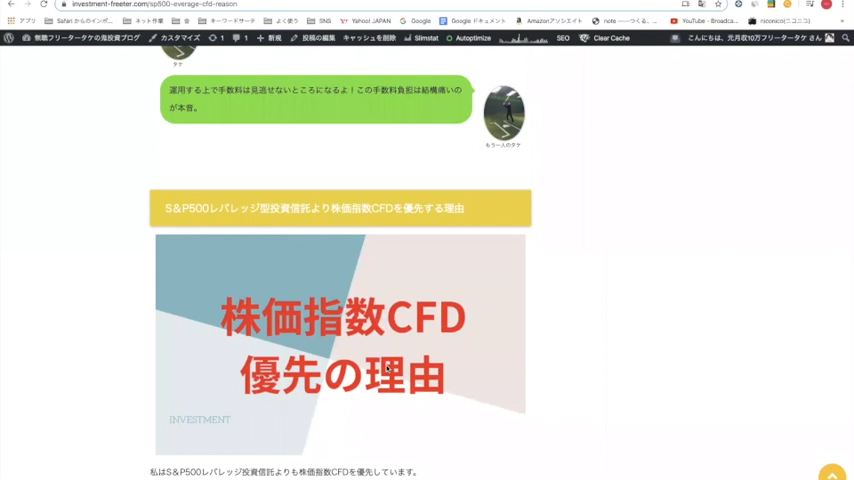 investment-freeter.com/sp500-everage-cfd-reason
アプリ Safari からのインポ... ネット作業 会 キーワードサーチ よく使う SNS Yahoo! JAPAN Google Google ドキュメント Amazonアソシエイト note ――つくる、... YouTube - Broadca... niconico(ニコニコ)
無敵フリータータケの鬼投資ブログ カスタマイズ 1 1 新規 投稿の編集 キャッシュを削除 Slimstat Autoptimize SEO Clear Cache こんにちは、元月収10万フリータータケ さん
タケ
運用する上で手数料は見逃せないところになるよ！この手数料負担は結構痛いの
が本音。
もう一人のタケ
S&P500レバレッジ型投資信託より株価指数CFDを優先する理由
株価指数CFD
優先の理由
INVESTMENT
私はS&P500レバレッジ投資信託よりも株価指数CFDを優先しています。